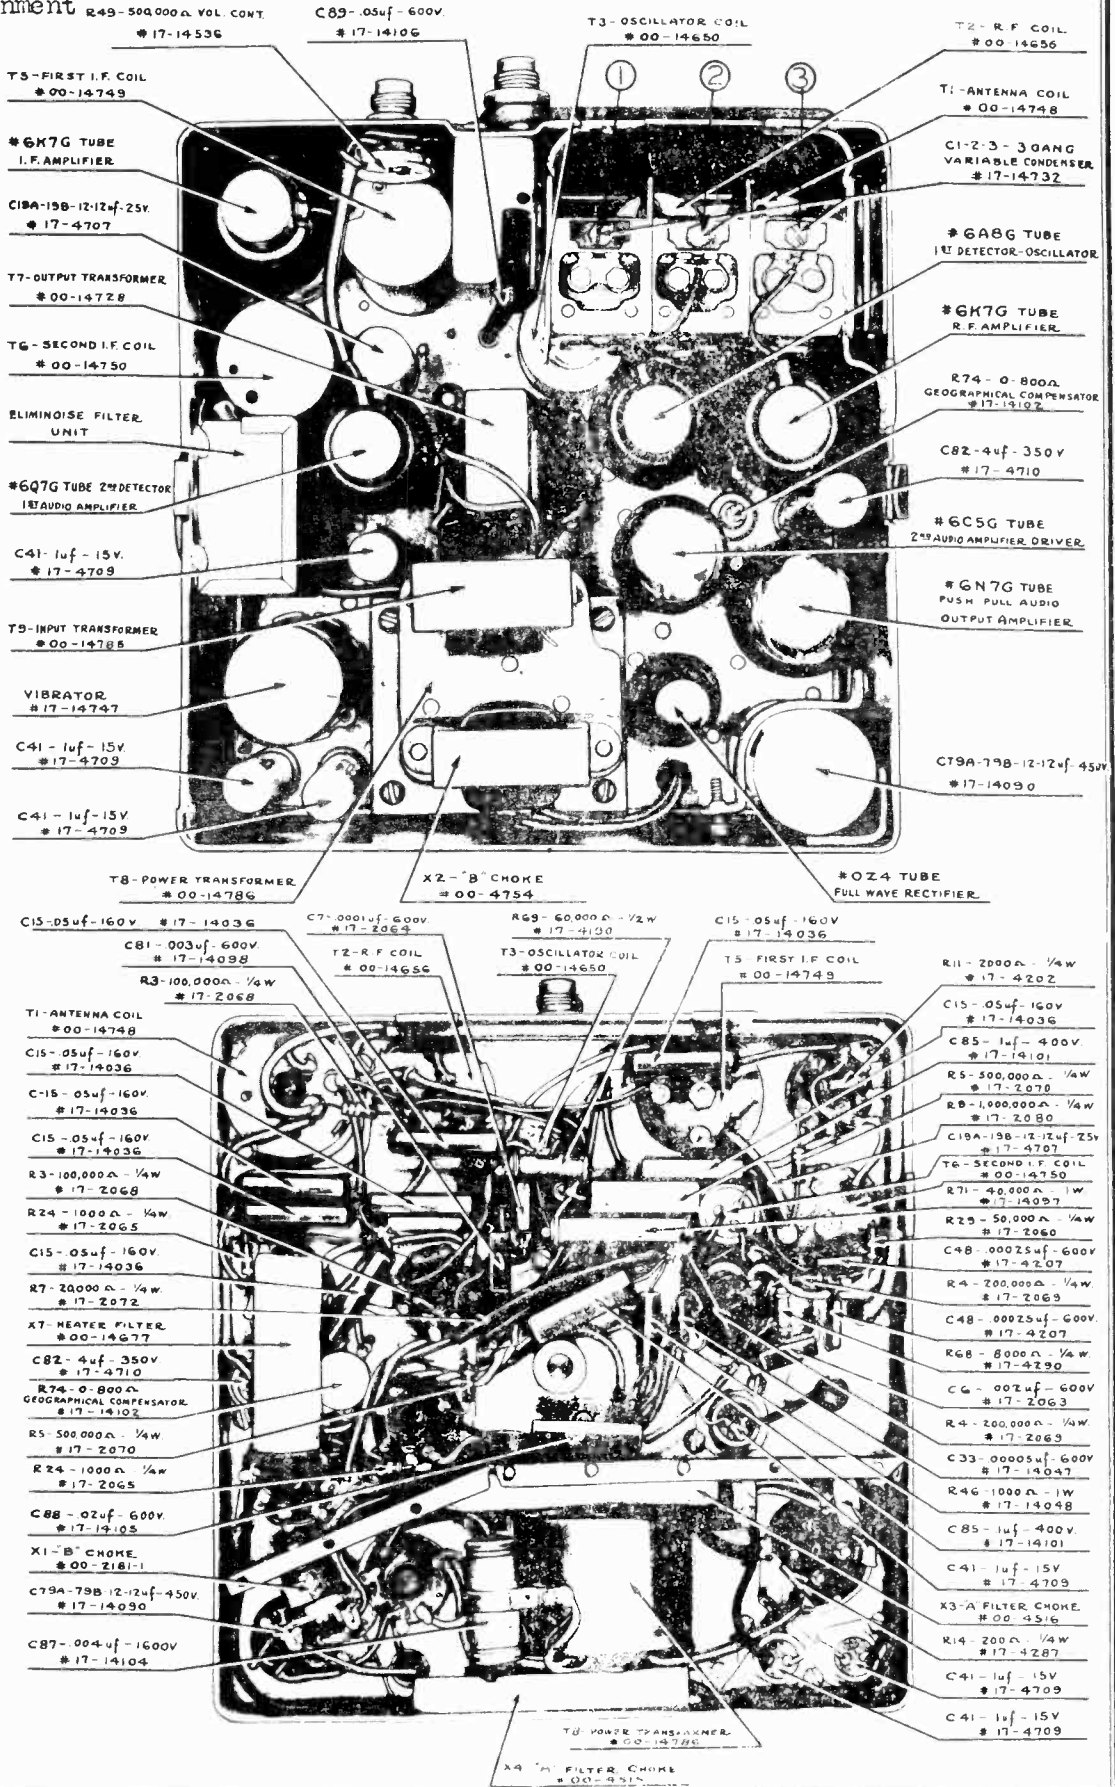 nment
R49-500,000Ω VOL. CONT.
#17-14536
C89-.05uf-600V.
#17-14106
T3-OSCILLATOR COIL
#00-14650
T2-R.F COIL
#00-14656
1
2
3
T5-FIRST I.F. COIL
#00-14749
#6K7G TUBE
I.F. AMPLIFIER
C19A-19B-12-12uf-25V.
#17-4707
T7-OUTPUT TRANSFORMER
#00-14728
T6-SECOND I.F. COIL
#00-14750
ELIMINOISE FILTER
UNIT
#6Q7G TUBE 2ND DETECTOR
1ST AUDIO AMPLIFIER
C41-1uf-15V.
#17-4709
T9-INPUT TRANSFORMER
#00-14785
VIBRATOR
#17-14747
C41-1uf-15V.
#17-4709
C41-1uf-15V.
#17-4709
T1-ANTENNA COIL
#00-14748
C1-2-3-3 GANG
VARIABLE CONDENSER
#17-14732
#6A8G TUBE
1ST DETECTOR-OSCILLATOR
#6K7G TUBE
R.F. AMPLIFIER
R74-0-800Ω
GEOGRAPHICAL COMPENSATOR
#17-14102
C82-4uf-350V
#17-4710
#6C5G TUBE
2ND AUDIO AMPLIFIER DRIVER
#6N7G TUBE
PUSH PULL AUDIO
OUTPUT AMPLIFIER
C79A-79B-12-12uf-450V.
#17-14090
T8-POWER TRANSFORMER
#00-14786
X2-"B" CHOKE
#00-4754
#OZ4 TUBE
FULL WAVE RECTIFIER
C15-.05uf-160V #17-14036
C81-.003uf-600V.
#17-14098
R3-100,000Ω-1/4W
#17-2068
C7-.0001uf-600V.
#17-2064
T2-R.F COIL
#00-14656
R69-60,000Ω-1/2W
#17-4190
T3-OSCILLATOR COIL
#00-14650
C15-.05uf-160V
#17-14036
T5-FIRST I.F COIL
#00-14749
T1-ANTENNA COIL
#00-14748
C15-.05uf-160V.
#17-14036
C-15-.05uf-160V.
#17-14036
C15-.05uf-160V.
#17-14036
R3-100,000Ω-1/4W
#17-2068
R24-1000Ω-1/4W.
#17-2065
C15-.05uf-160V.
#17-14036
R7-20,000Ω-1/4W.
#17-2072
X7-HEATER FILTER
#00-14677
C82-4uf-350V.
#17-4710
R74-0-800Ω
GEOGRAPHICAL COMPENSATOR
#17-14102
R5-500,000Ω-1/4W.
#17-2070
R24-1000Ω-1/4W
#17-2065
C88-.02uf-600V.
#17-14105
X1-"B" CHOKE
#00-2181-1
C79A-79B-12-12uf-450V.
#17-14090
C87-.004uf-1600V
#17-14104
R11-2000Ω-1/4W
#17-4202
C15-.05uf-160V
#17-14036
C85-.1uf-400V.
#17-14101
R5-500,000Ω-1/4W
#17-2070
R8-1,000,000Ω-1/4W
#17-2080
C19A-19B-12-12uf-25V
#17-4707
T6-SECOND I.F. COIL
#00-14750
R71-40,000Ω-1W
#17-14097
R29-50,000Ω-1/4W
#17-2060
C48-.00025uf-600V
#17-4207
R4-200,000Ω-1/4W.
#17-2069
C48-.00025uf-600V.
#17-4207
R68-8000Ω-1/4W.
#17-4290
C6-.002uf-600V
#17-2063
R4-200,000Ω-1/4W.
#17-2069
C33-.00005uf-600V
#17-14047
R46-1000Ω-1W
#17-14048
C85-.1uf-400V.
#17-14101
C41-1uf-15V
#17-4709
X3-A FILTER CHOKE
#00-4516
R14-200Ω-1/4W
#17-4287
C41-1uf-15V
#17-4709
C41-1uf-15V
#17-4709
T8-POWER TRANSFORMER
#00-14786
X4-"A" FILTER CHOKE
#00-4515